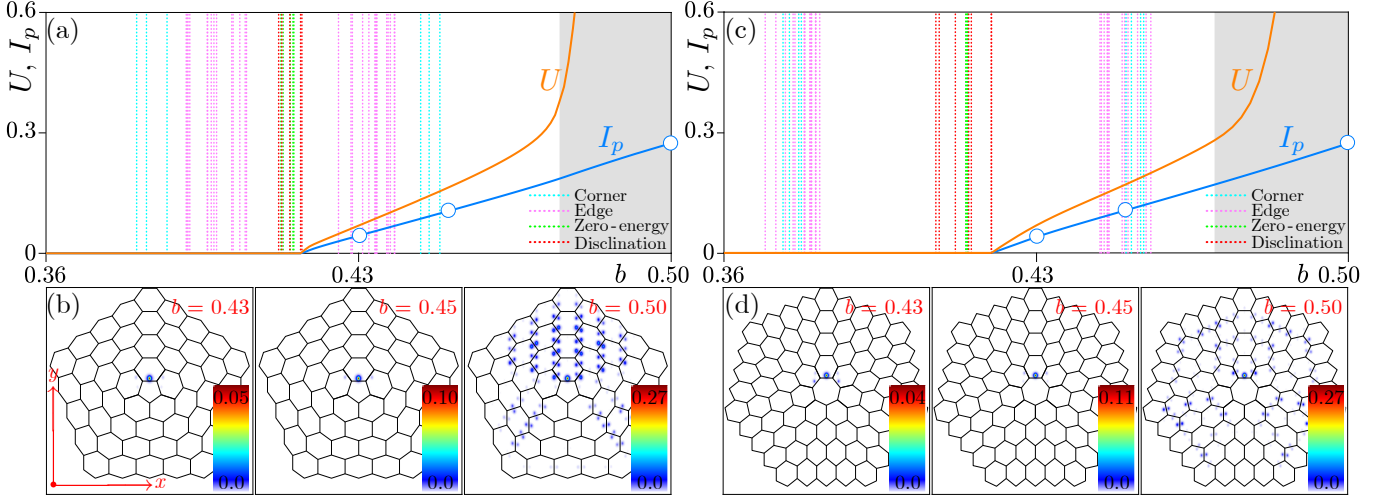 0.6
(a)
U, I_p
U
0.3
I_p
Corner
Edge
Zero-energy
Disclination
0
0.36
0.43
b
0.50
(b)
b = 0.43
y
0.05
0.0
x
b = 0.45
0.10
0.0
b = 0.50
0.27
0.0
0.6
(c)
U, I_p
U
0.3
I_p
Corner
Edge
Zero-energy
Disclination
0
0.36
0.43
b
0.50
(d)
b = 0.43
0.04
0.0
b = 0.45
0.11
0.0
b = 0.50
0.27
0.0